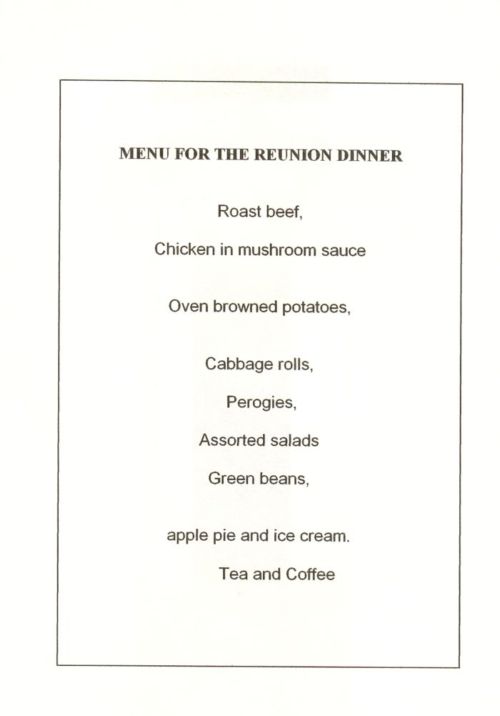 MENU FOR THE REUNION DINNER
Roast beef,
Chicken in mushroom sauce
Oven browned potatoes,
Cabbage rolls,
Perogies,
Assorted salads
Green beans,
apple pie and ice cream.
Tea and Coffee